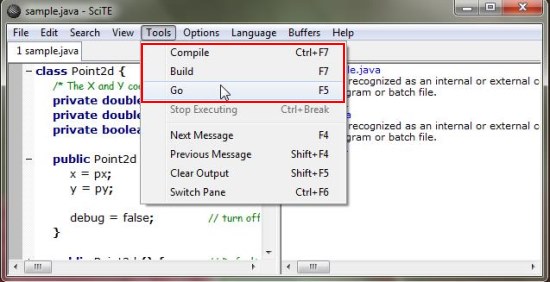 sample.java - SciTE
File Edit Search View Tools Options Language Buffers Help
1 sample.java
class Point2d {
/* The X and Y coo
private double
private double
private boolea
public Point2d
x = px;
y = py;
debug = false; // turn off
}
Compile Ctrl+F7
Build F7
Go F5
Stop Executing Ctrl+Break
Next Message F4
Previous Message Shift+F4
Clear Output Shift+F5
Switch Pane Ctrl+F6
le.java
recognized as an internal or external c
gram or batch file.
recognized as an internal or external c
gram or batch file.